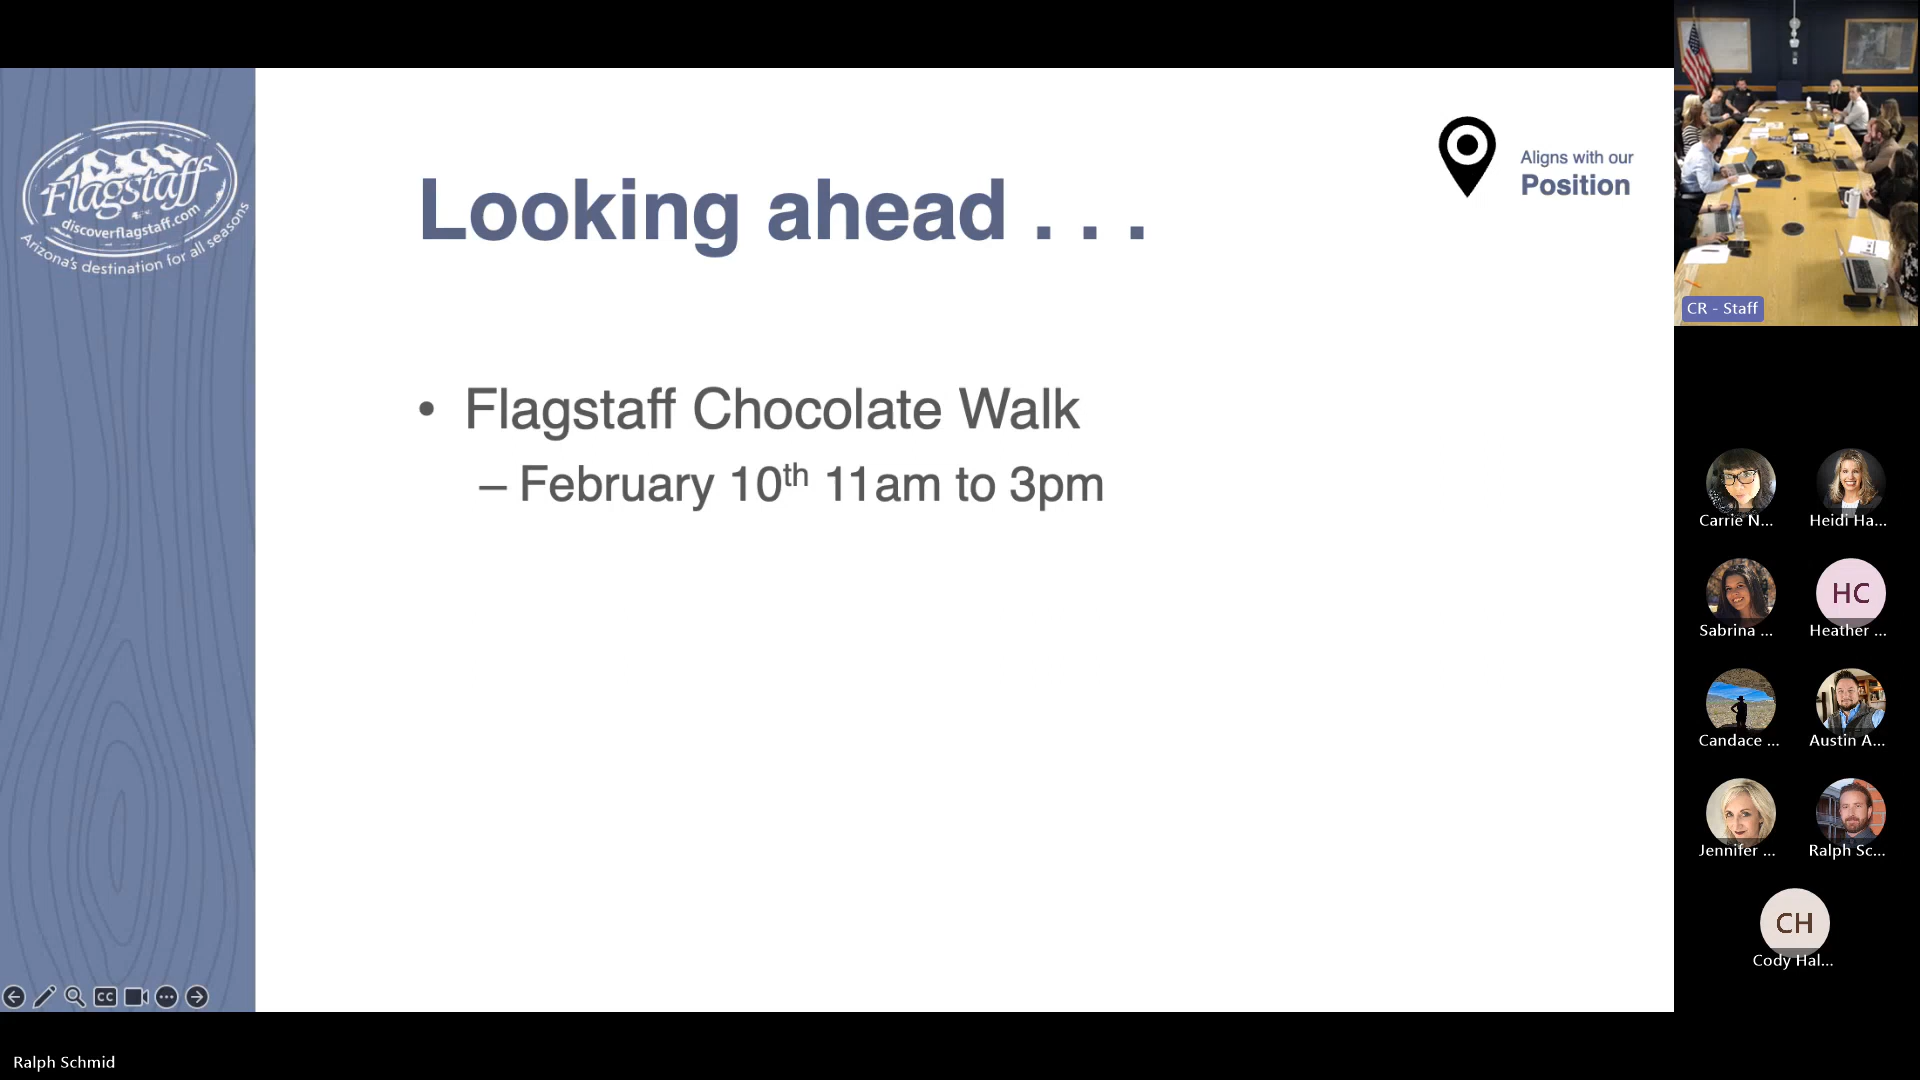 Flagstaff
discoverflagstaff.com
Arizona's destination for all seasons
Looking ahead . . .
Aligns with our
Position
• Flagstaff Chocolate Walk
– February 10th 11am to 3pm
CR - Staff
Carrie N...
Heidi Ha...
Sabrina ...
HC
Heather ...
Candace ...
Austin A...
Jennifer ...
Ralph Sc...
CH
Cody Hal...
CC
Ralph Schmid